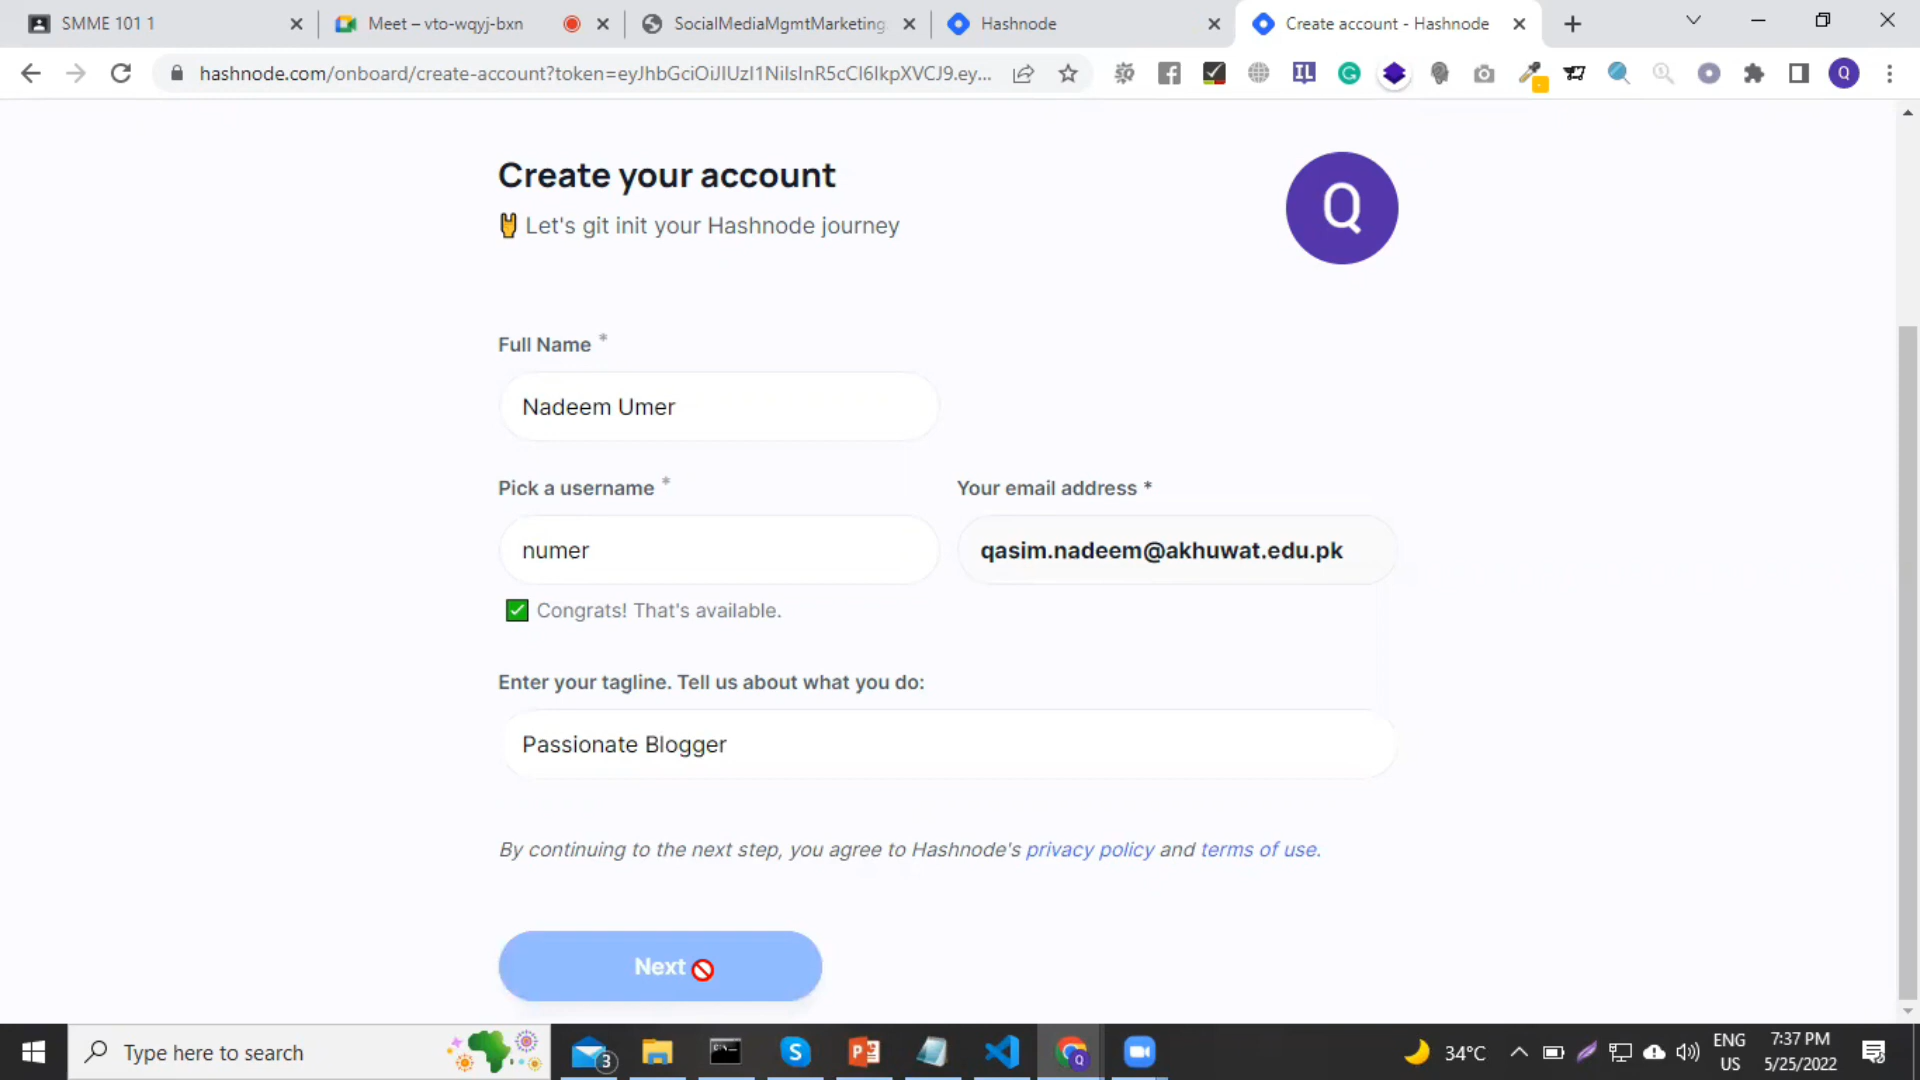 SMME 101 1
Meet – vto-wqyj-bxn
SocialMediaMgmtMarketing
Hashnode
Create account - Hashnode
hashnode.com/onboard/create-account?token=eyJhbGciOiJIUzI1NiIsInR5cCI6IkpXVCJ9.ey...
IL
Q
Create your account
Let's git init your Hashnode journey
Q
Full Name *
Nadeem Umer
Pick a username *
Your email address *
numer
qasim.nadeem@akhuwat.edu.pk
Congrats! That's available.
Enter your tagline. Tell us about what you do:
Passionate Blogger
By continuing to the next step, you agree to Hashnode's privacy policy and terms of use.
Next
Type here to search
3
34°C
ENG
US
7:37 PM
5/25/2022